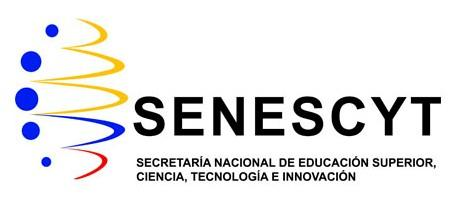 SENESCYT
SECRETARÍA NACIONAL DE EDUCACIÓN SUPERIOR,
CIENCIA, TECNOLOGÍA E INNOVACIÓN